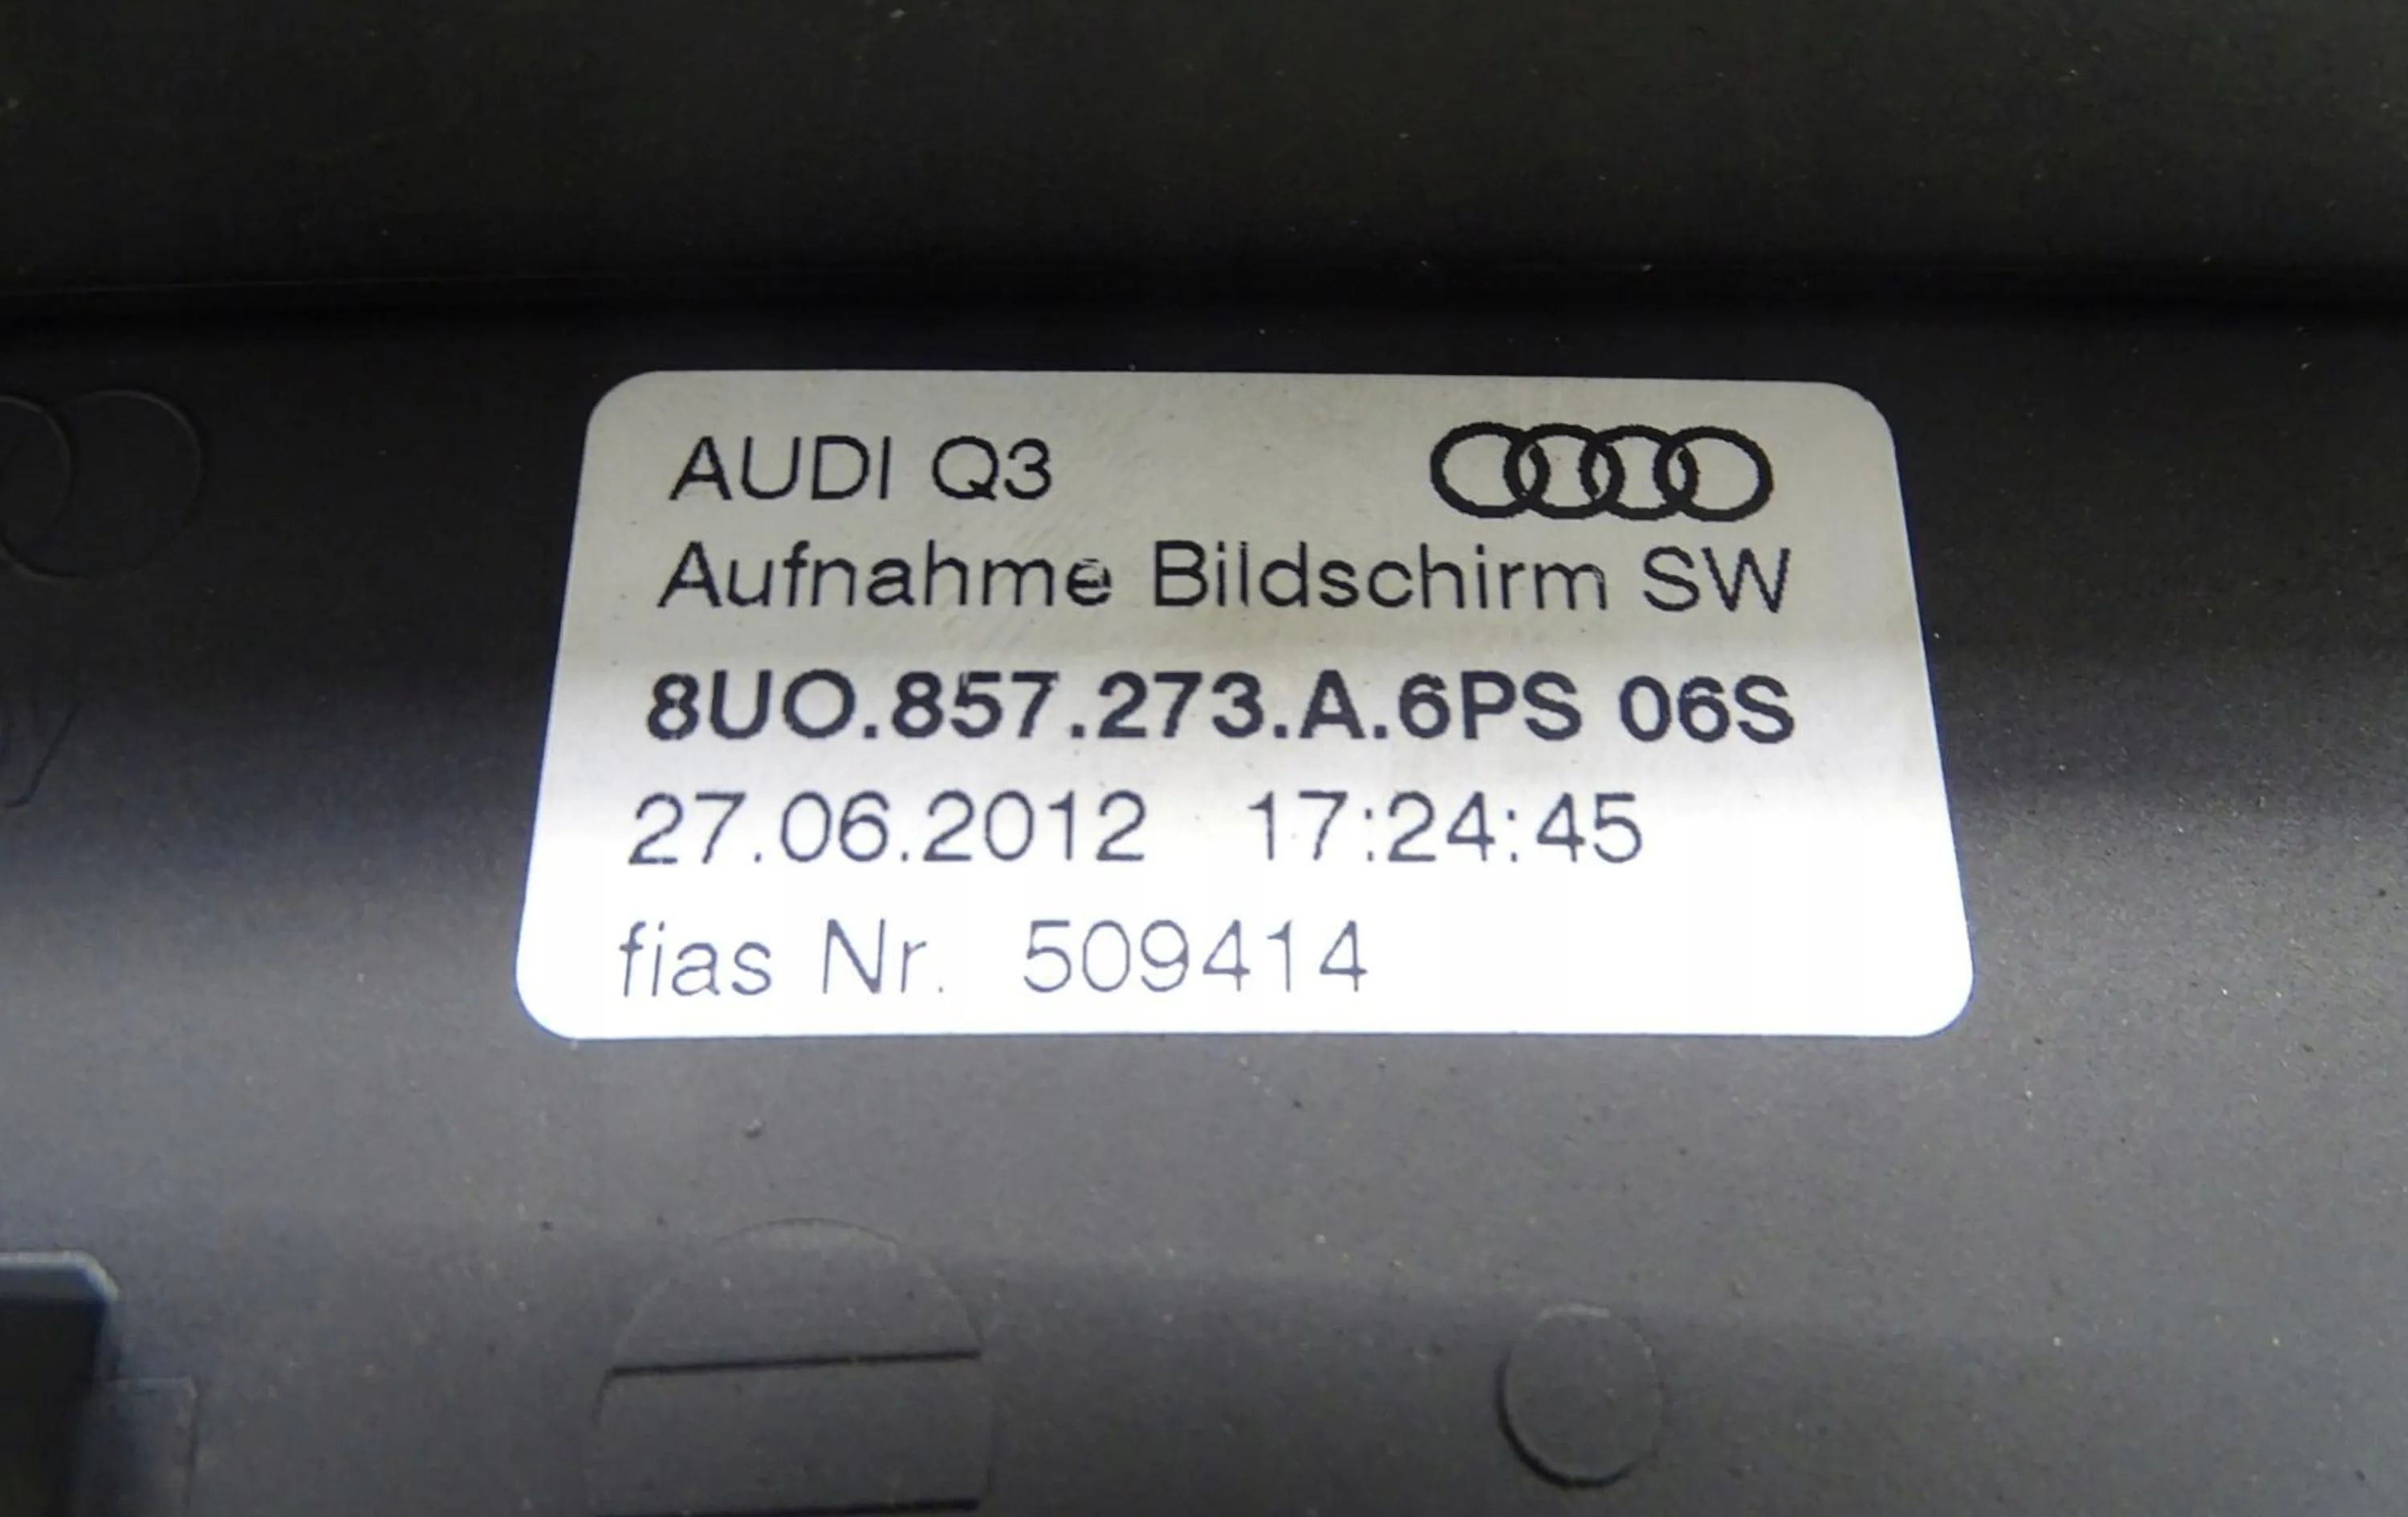 AUDI Q3
Aufnahme Bildschirm SW
8UO.857.273.A.6PS 06S
27.06.2012 17:24:45
fias Nr. 509414